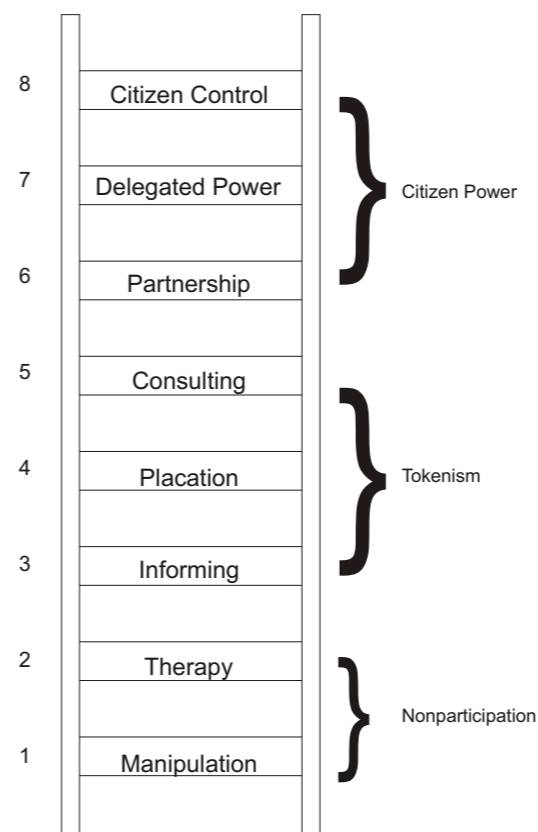 8
Citizen Control
7
Delegated Power
Citizen Power
6
Partnership
5
Consulting
4
Placation
Tokenism
3
Informing
2
Therapy
Nonparticipation
1
Manipulation